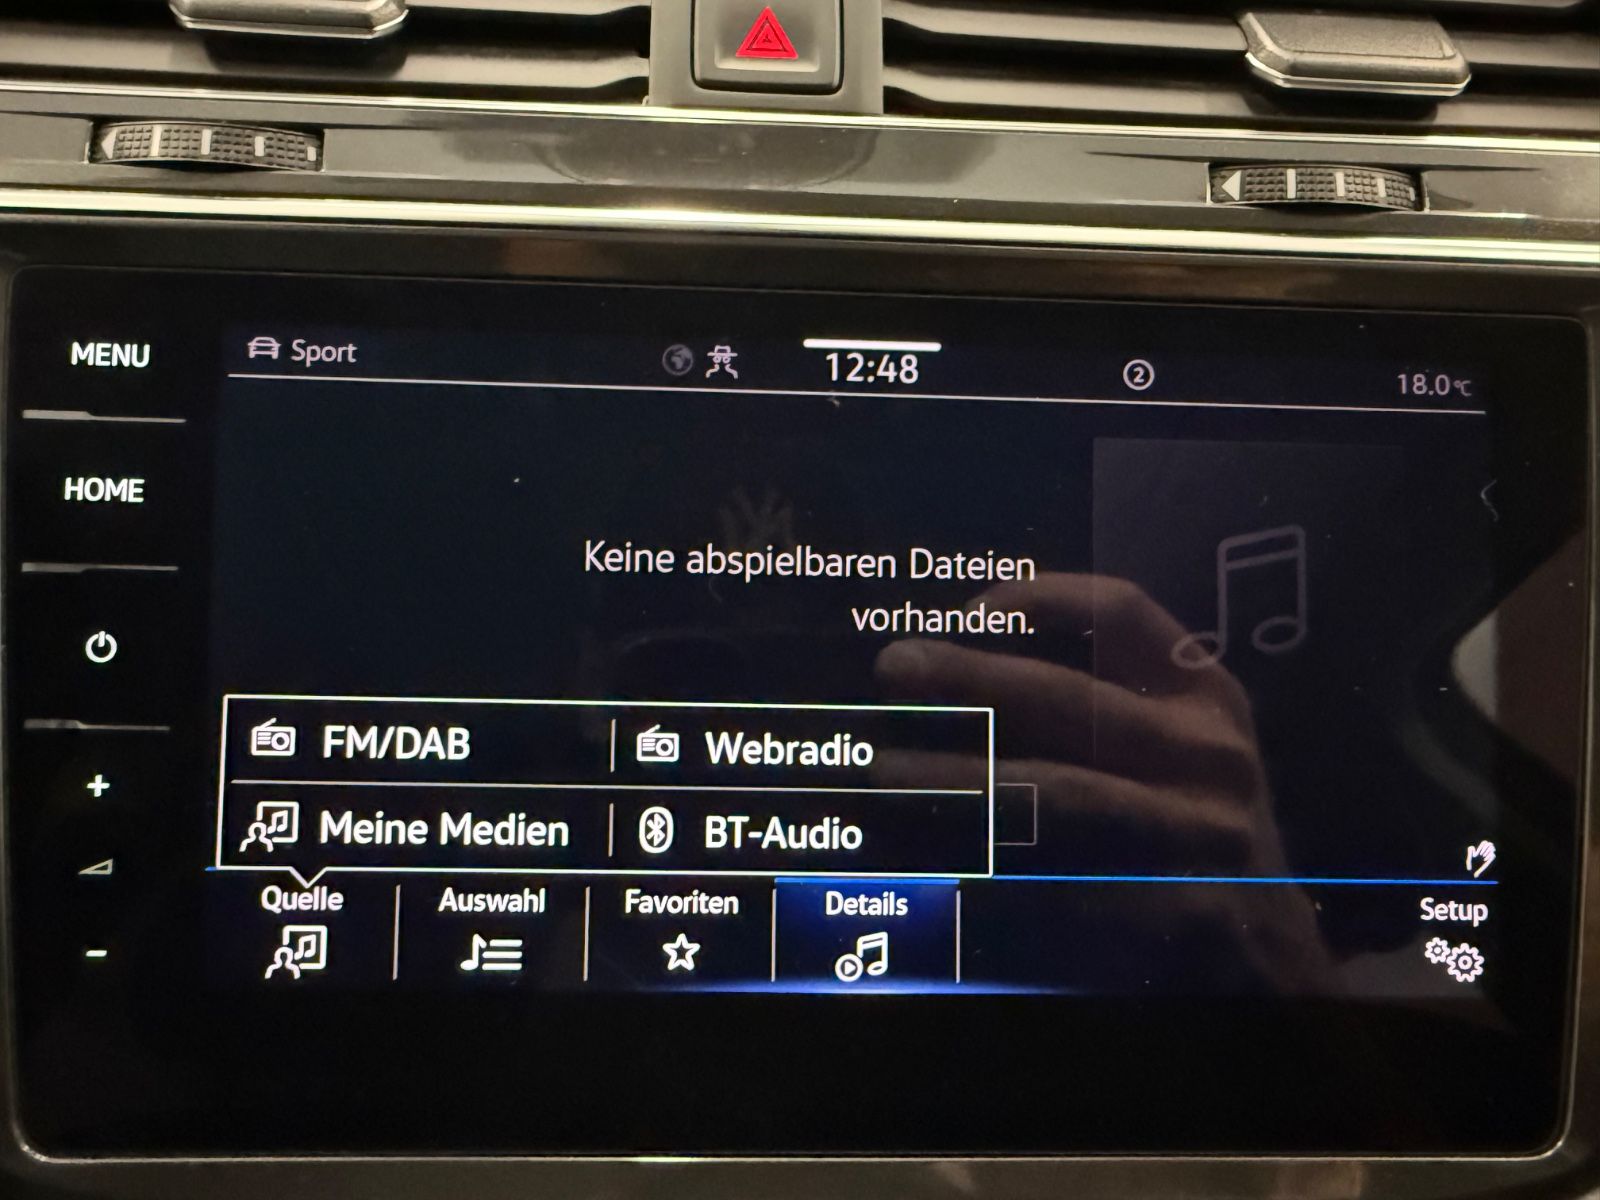 MENU
HOME
+
-
Sport
12:48
2
18.0°C
Keine abspielbaren Dateien
vorhanden.
FM/DAB
Webradio
Meine Medien
BT-Audio
Quelle
Auswahl
Favoriten
Details
Setup